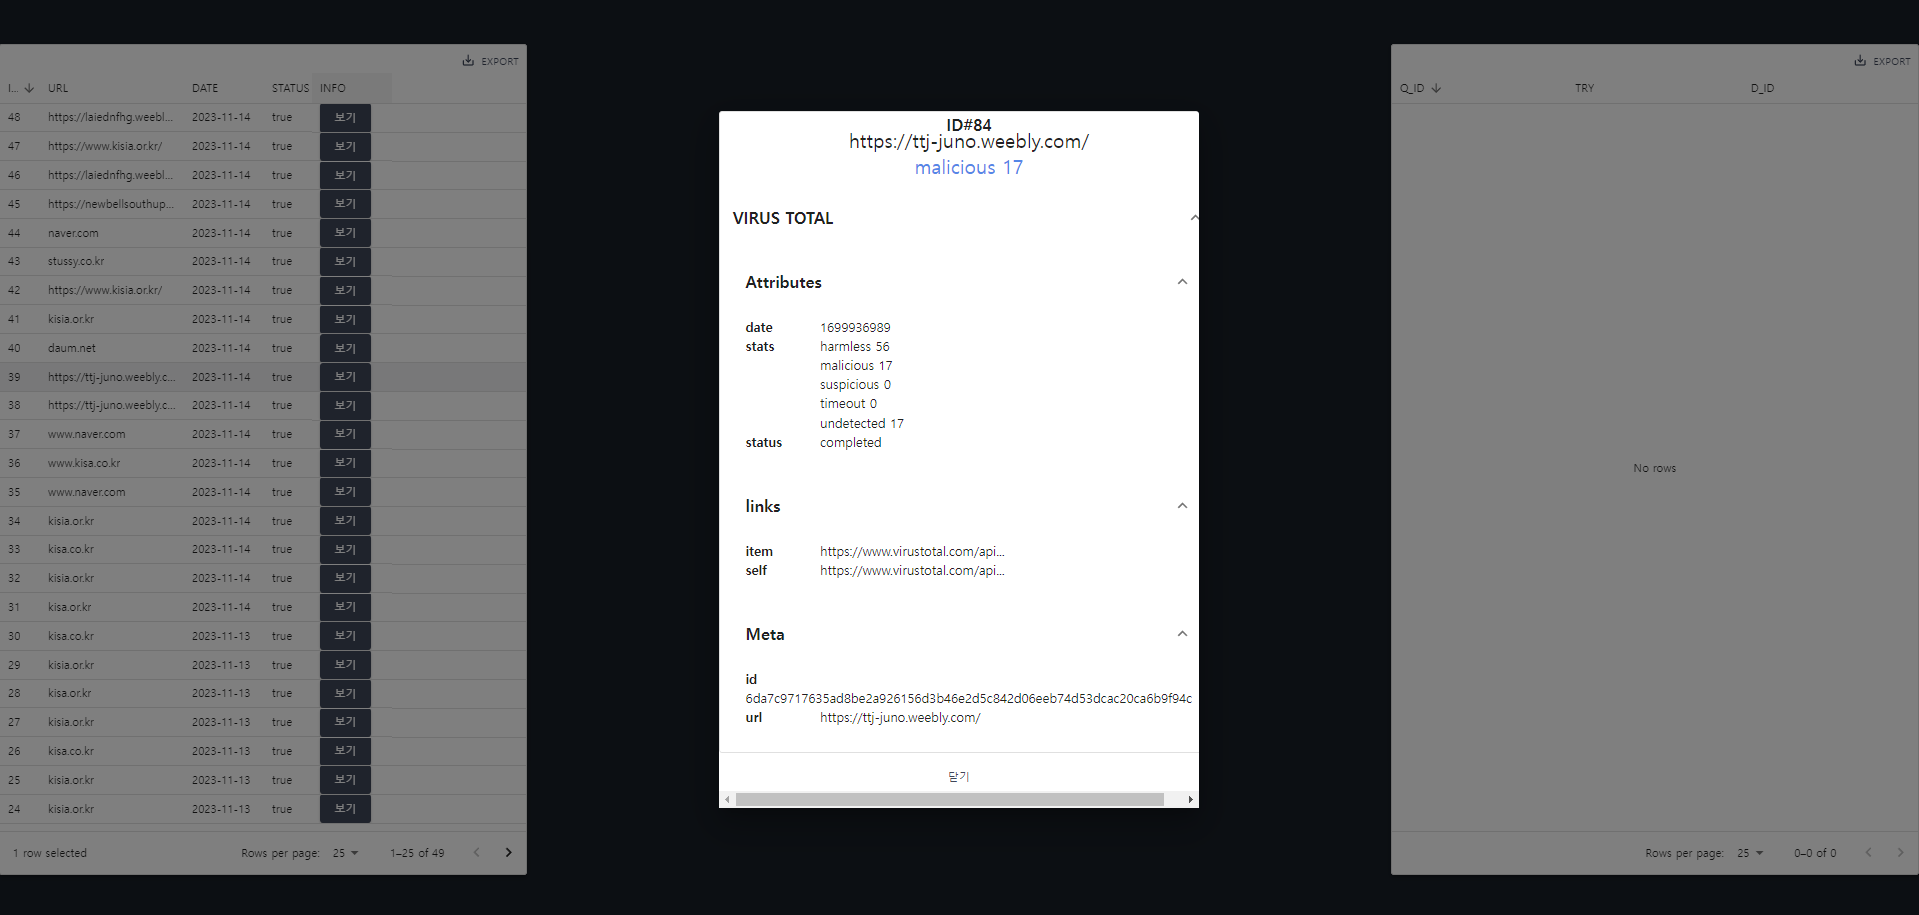 EXPORT
I... URL DATE STATUS INFO
48 https://laiednfhg.weebl... 2023-11-14 true 보기
47 https://www.kisia.or.kr/ 2023-11-14 true 보기
46 https://laiednfhg.weebl... 2023-11-14 true 보기
45 https://newbellsouthup... 2023-11-14 true 보기
44 naver.com 2023-11-14 true 보기
43 stussy.co.kr 2023-11-14 true 보기
42 https://www.kisia.or.kr/ 2023-11-14 true 보기
41 kisia.or.kr 2023-11-14 true 보기
40 daum.net 2023-11-14 true 보기
39 https://ttj-juno.weebly.c... 2023-11-14 true 보기
38 https://ttj-juno.weebly.c... 2023-11-14 true 보기
37 www.naver.com 2023-11-14 true 보기
36 www.kisa.co.kr 2023-11-14 true 보기
35 www.naver.com 2023-11-14 true 보기
34 kisia.or.kr 2023-11-14 true 보기
33 kisa.co.kr 2023-11-14 true 보기
32 kisia.or.kr 2023-11-14 true 보기
31 kisa.or.kr 2023-11-14 true 보기
30 kisa.co.kr 2023-11-13 true 보기
29 kisia.or.kr 2023-11-13 true 보기
28 kisa.or.kr 2023-11-13 true 보기
27 kisia.or.kr 2023-11-13 true 보기
26 kisa.co.kr 2023-11-13 true 보기
25 kisia.or.kr 2023-11-13 true 보기
24 kisia.or.kr 2023-11-13 true 보기
1 row selected Rows per page: 25 1–25 of 49
ID#84
https://ttj-juno.weebly.com/
malicious 17
VIRUS TOTAL
Attributes
date 1699936989
stats harmless 56
malicious 17
suspicious 0
timeout 0
undetected 17
status completed
links
item https://www.virustotal.com/api...
self https://www.virustotal.com/api...
Meta
id
6da7c9717635ad8be2a926156d3b46e2d5c842d06eeb74d53dcac20ca6b9f94c
url https://ttj-juno.weebly.com/
닫기
EXPORT
Q_ID TRY D_ID
No rows
Rows per page: 25 0–0 of 0